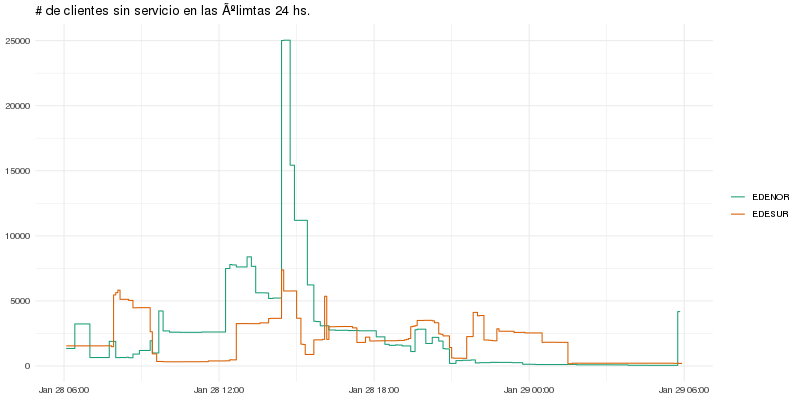 # de clientes sin servicio en las Ãºlimtas 24 hs.
25000
20000
15000
10000
5000
0
Jan 28 06:00
Jan 28 12:00
Jan 28 18:00
Jan 29 00:00
Jan 29 06:00
EDENOR
EDESUR